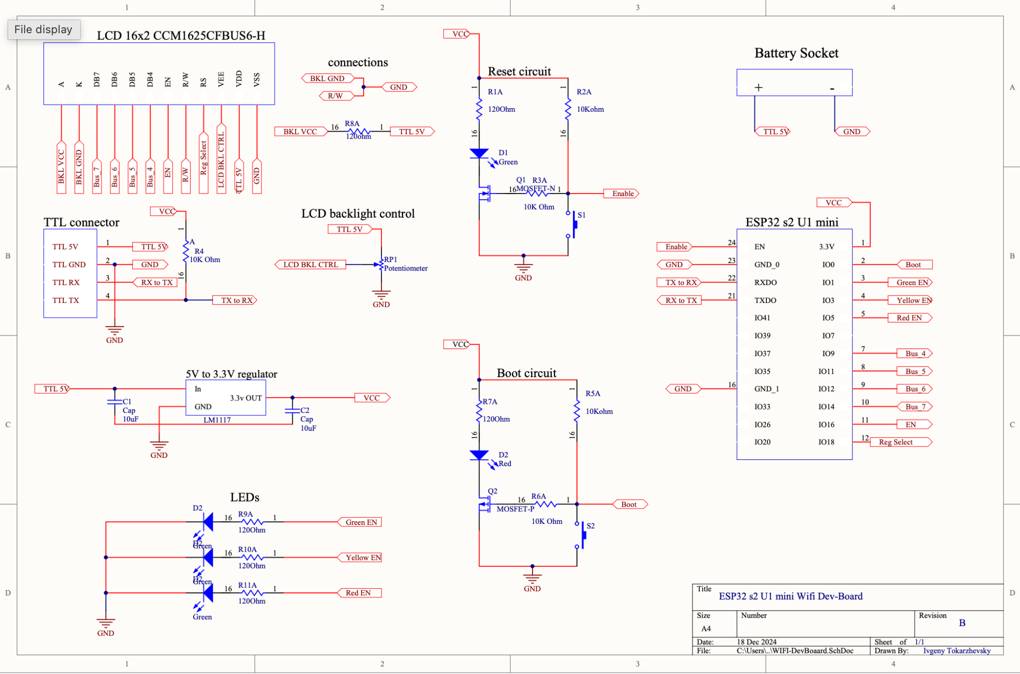 1
2
3
4
File display
A
B
C
D
LCD 16x2 CCM1625CFBUS6-H
A
K
DB7
DB6
DB5
DB4
EN
R/W
RS
VEE
VDD
VSS
BKL VCC
BKL GND
Bus_7
Bus_6
Bus_5
Bus_4
EN
R/W
Reg Select
LCD BKL CTRL
TTL 5V
GND
connections
BKL GND
GND
R/W
BKL VCC
16
R8A
120ohm
1
TTL 5V
VCC
Reset circuit
1
R1A
120Ohm
16
1
R2A
10Kohm
16
D1
Green
Q1
16
R3A
MOSFET-N
1
10K Ohm
Enable
S1
GND
Battery Socket
+
-
TTL 5V
GND
TTL connector
VCC
TTL 5V
1
TTL 5V
TTL GND
2
GND
TTL RX
3
RX to TX
TTL TX
4
TX to RX
1
A
R4
10K Ohm
16
GND
LCD backlight control
TTL 5V
LCD BKL CTRL
RP1
Potentiometer
GND
VCC
ESP32 s2 U1 mini
Enable
24
EN
3.3V
1
GND
23
GND_0
IO0
2
Boot
TX to RX
22
RXDO
IO1
3
Green EN
RX to TX
21
TXDO
IO3
4
Yellow EN
IO41
IO5
5
Red EN
IO39
IO7
IO37
IO9
7
Bus_4
IO35
IO11
8
Bus_5
GND
16
GND_1
IO12
9
Bus_6
IO33
IO14
10
Bus_7
IO26
IO16
11
EN
IO20
IO18
12
Reg Select
5V to 3.3V regulator
TTL 5V
In
3.3v OUT
GND
LM1117
VCC
C1
Cap
10uF
C2
Cap
10uF
GND
VCC
Boot circuit
1
R7A
120Ohm
16
1
R5A
10Kohm
16
D2
Red
Q2
MOSFET-P
16
R6A
1
10K Ohm
Boot
S2
GND
LEDs
D2
16
R9A
1
120Ohm
Green EN
Green
D2
16
R10A
1
120Ohm
Yellow EN
Green
D2
16
R11A
1
120Ohm
Red EN
Green
GND
Title
ESP32 s2 U1 mini Wifi Dev-Board
Size
A4
Number
Revision
B
Date:
18 Dec 2024
Sheet of 1/1
File:
C:\Users\..\WIFI-DevBoaard.SchDoc
Drawn By:
Ivgeny Tokarzhevsky
A
B
C
D
1
2
3
4